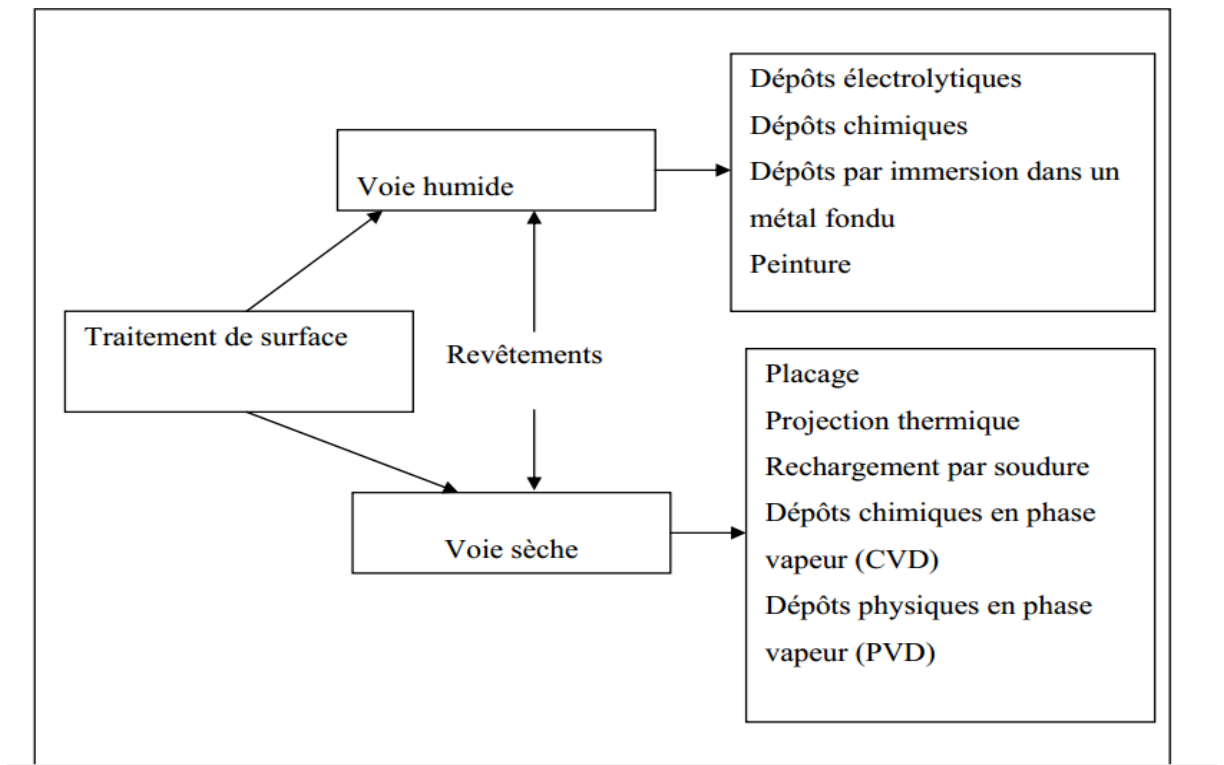 Traitement de surface
Voie humide
Revêtements
Voie sèche
Dépôts électrolytiques
Dépôts chimiques
Dépôts par immersion dans un
métal fondu
Peinture
Placage
Projection thermique
Rechargement par soudure
Dépôts chimiques en phase
vapeur (CVD)
Dépôts physiques en phase
vapeur (PVD)